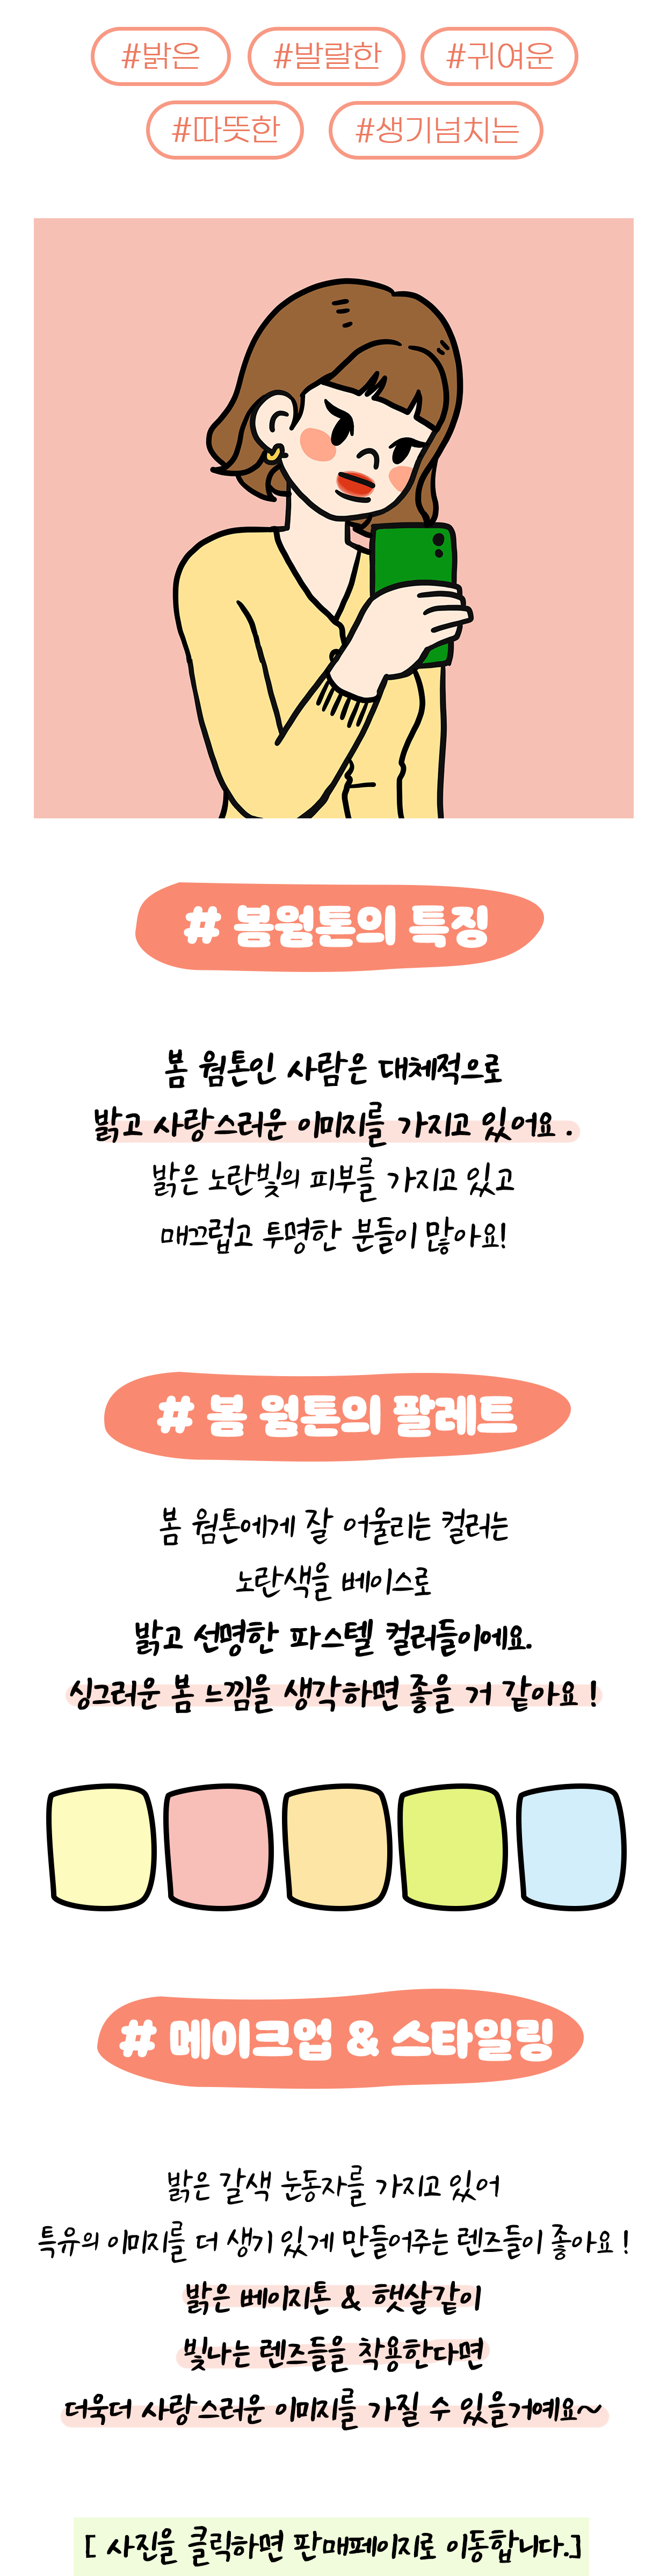 #밝은 #발랄한 #귀여운
#따뜻한 #생기넘치는
# 봄웜톤의 특징
봄 웜톤인 사람은 대체적으로
밝고 사랑스러운 이미지를 가지고 있어요 .
밝은 노란빛의 피부를 가지고 있고
매끄럽고 투명한 분들이 많아요!
# 봄 웜톤의 팔레트
봄 웜톤에게 잘 어울리는 컬러는
노란색을 베이스로
밝고 선명한 파스텔 컬러들이에요.
싱그러운 봄 느낌을 생각하면 좋을 거 같아요 !
# 메이크업 & 스타일링
밝은 갈색 눈동자를 가지고 있어
특유의 이미지를 더 생기 있게 만들어주는 렌즈들이 좋아요 !
밝은 베이지톤 & 햇살같이
빛나는 렌즈들을 착용한다면
더욱더 사랑스러운 이미지를 가질 수 있을거예요~
[ 사진을 클릭하면 판매페이지로 이동합니다.]